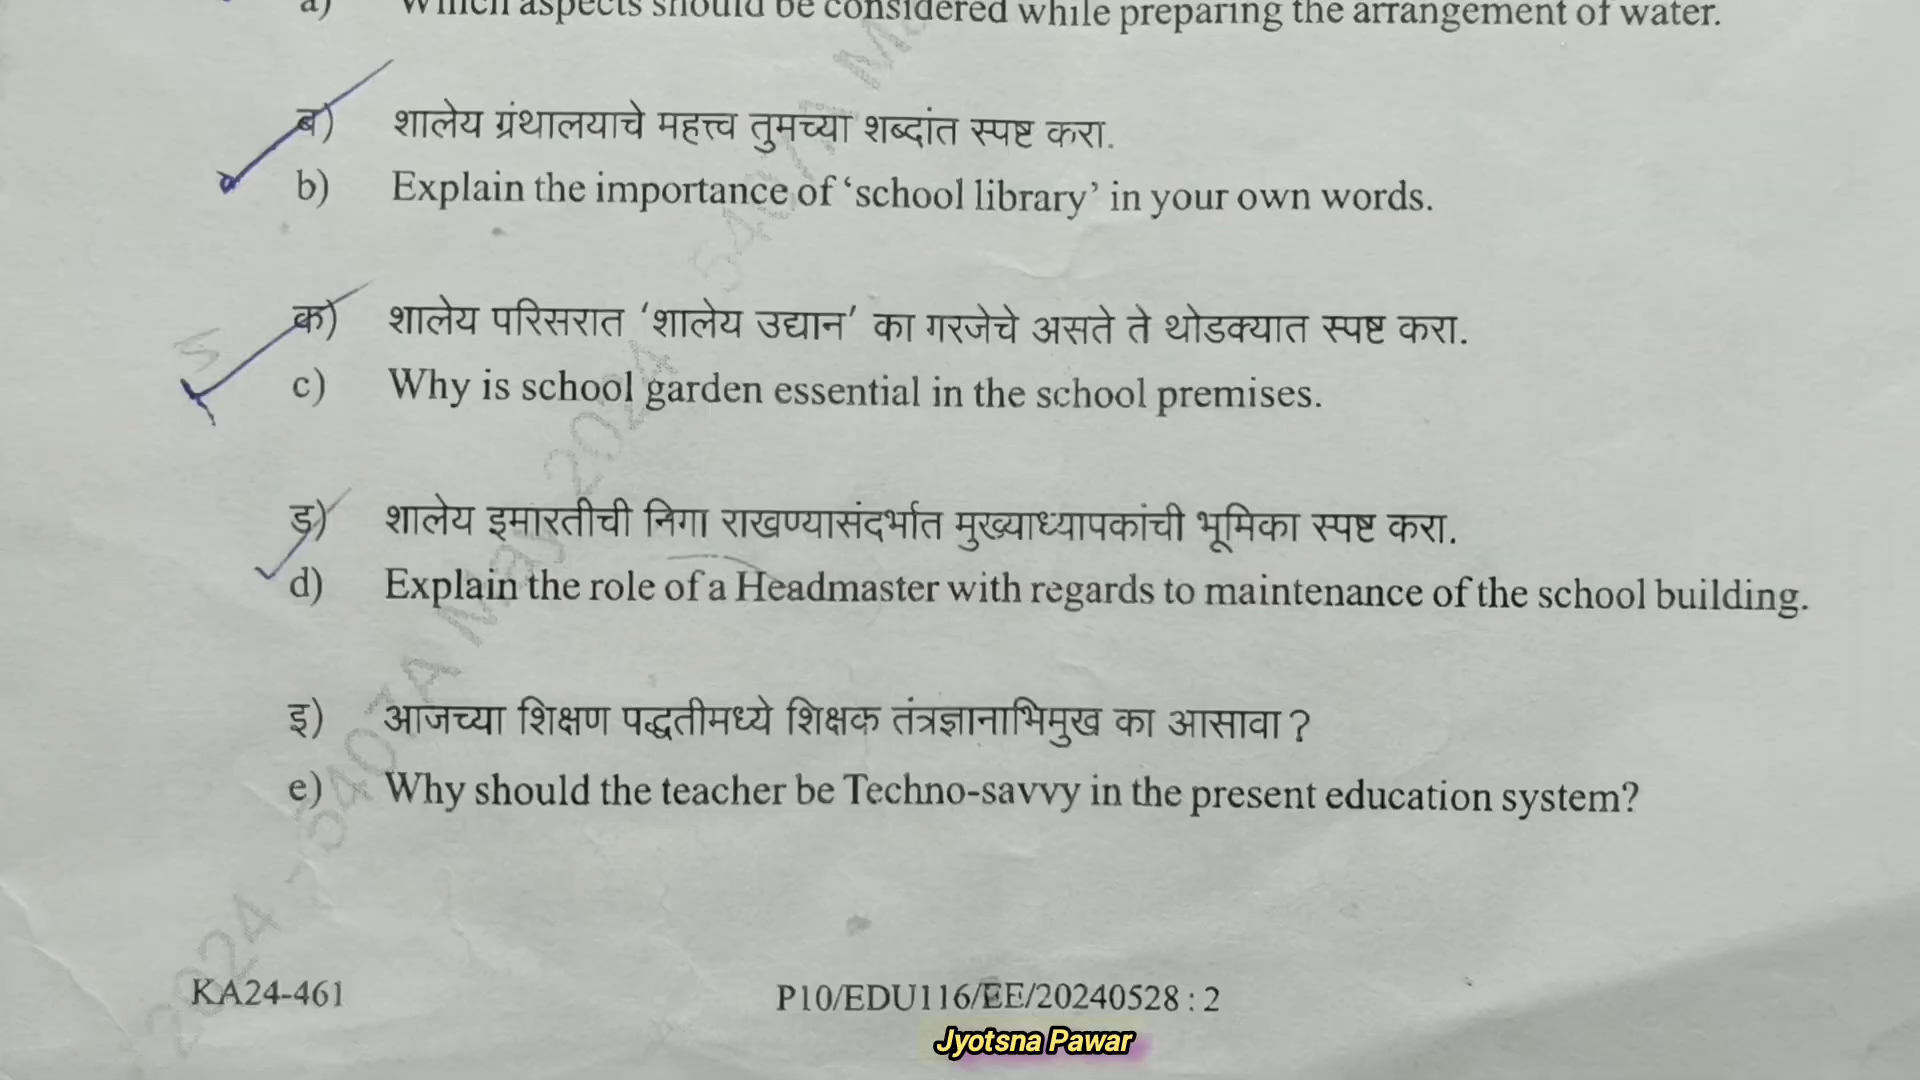 a) Which aspects should be considered while preparing the arrangement of water.
ब) शालेय ग्रंथालयाचे महत्त्व तुमच्या शब्दांत स्पष्ट करा.
b) Explain the importance of ‘school library’ in your own words.
क) शालेय परिसरात ‘शालेय उद्यान’ का गरजेचे असते ते थोडक्यात स्पष्ट करा.
c) Why is school garden essential in the school premises.
ड) शालेय इमारतीची निगा राखण्यासंदर्भात मुख्याध्यापकांची भूमिका स्पष्ट करा.
d) Explain the role of a Headmaster with regards to maintenance of the school building.
इ) आजच्या शिक्षण पद्धतीमध्ये शिक्षक तंत्रज्ञानाभिमुख का आसावा ?
e) Why should the teacher be Techno-savvy in the present education system?
KA24-461 P10/EDU116/EE/20240528 : 2
Jyotsna Pawar